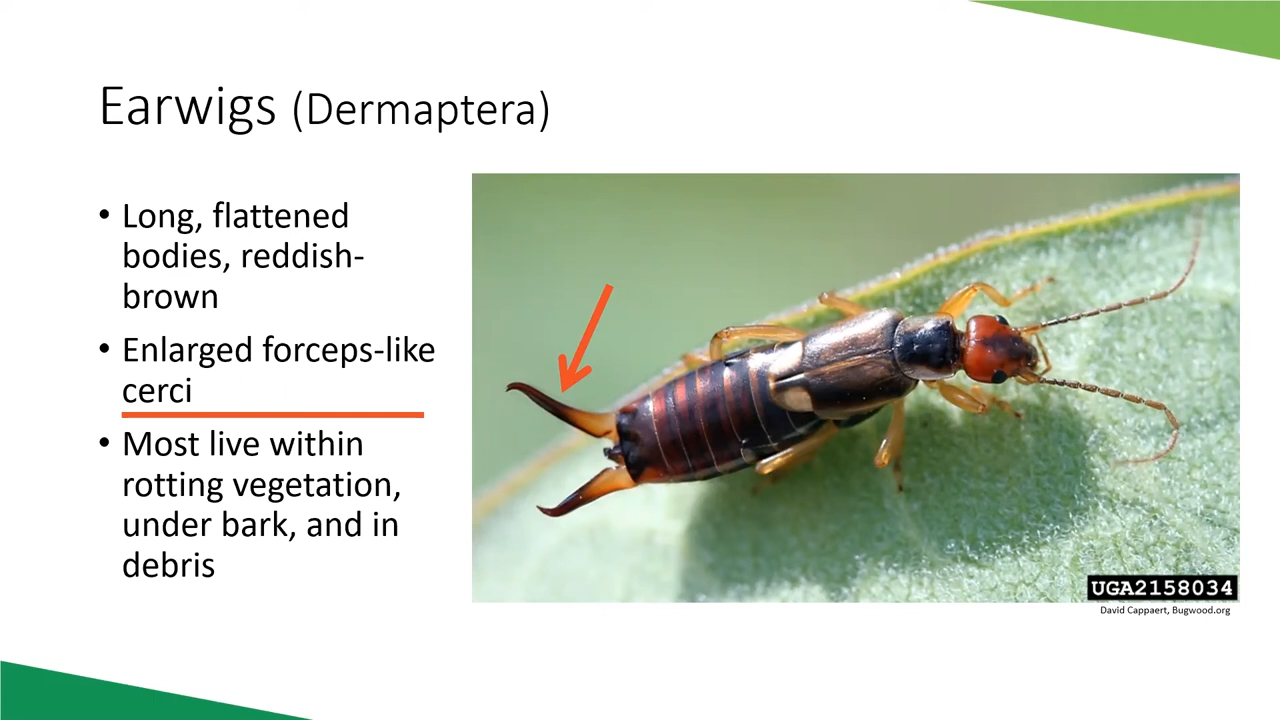 Earwigs (Dermaptera)
• Long, flattened
bodies, reddish-
brown
• Enlarged forceps-like
cerci
• Most live within
rotting vegetation,
under bark, and in
debris
UGA2158034
David Cappaert, Bugwood.org